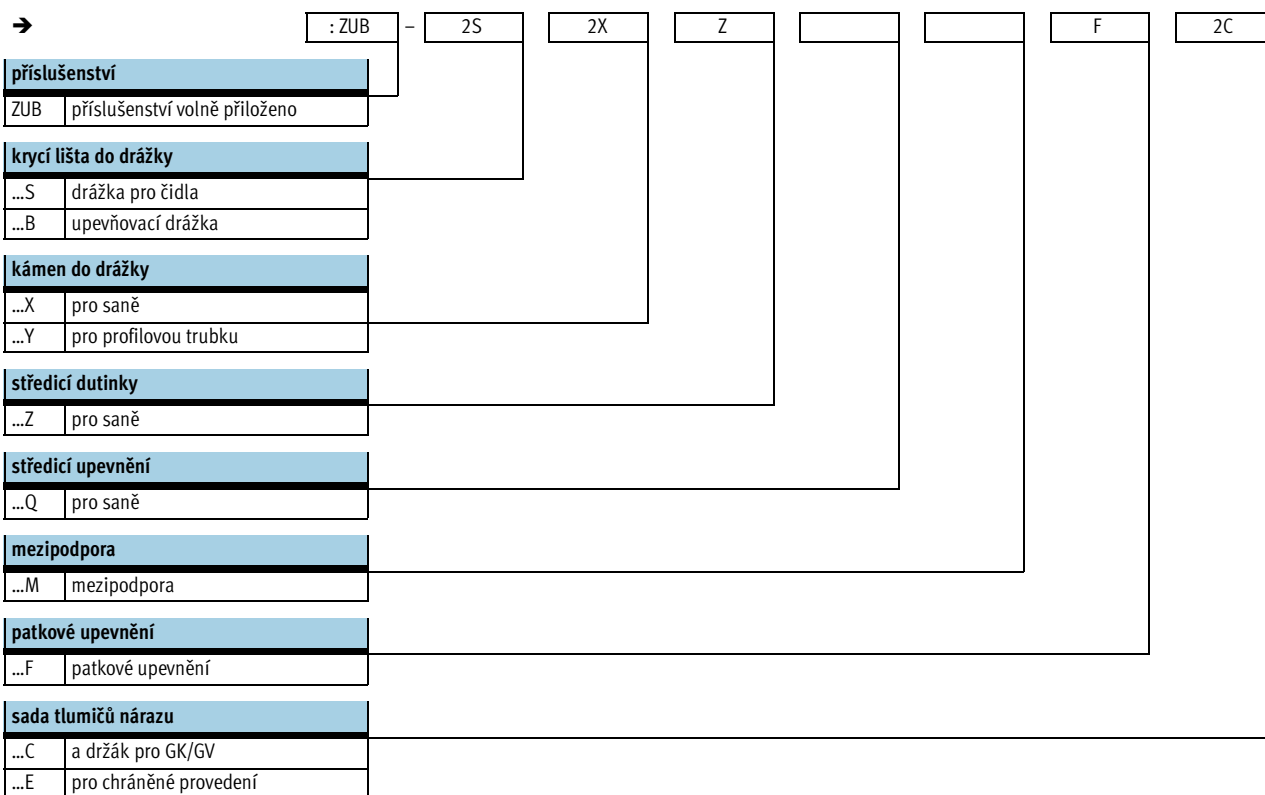 ➔ : ZUB – 2S 2X Z F 2C
příslušenství
ZUB příslušenství volně přiloženo
krycí lišta do drážky
...S drážka pro čidla
...B upevňovací drážka
kámen do drážky
...X pro saně
...Y pro profilovou trubku
středicí dutinky
...Z pro saně
středicí upevnění
...Q pro saně
mezipodpora
...M mezipodpora
patkové upevnění
...F patkové upevnění
sada tlumičů nárazu
...C a držák pro GK/GV
...E pro chráněné provedení